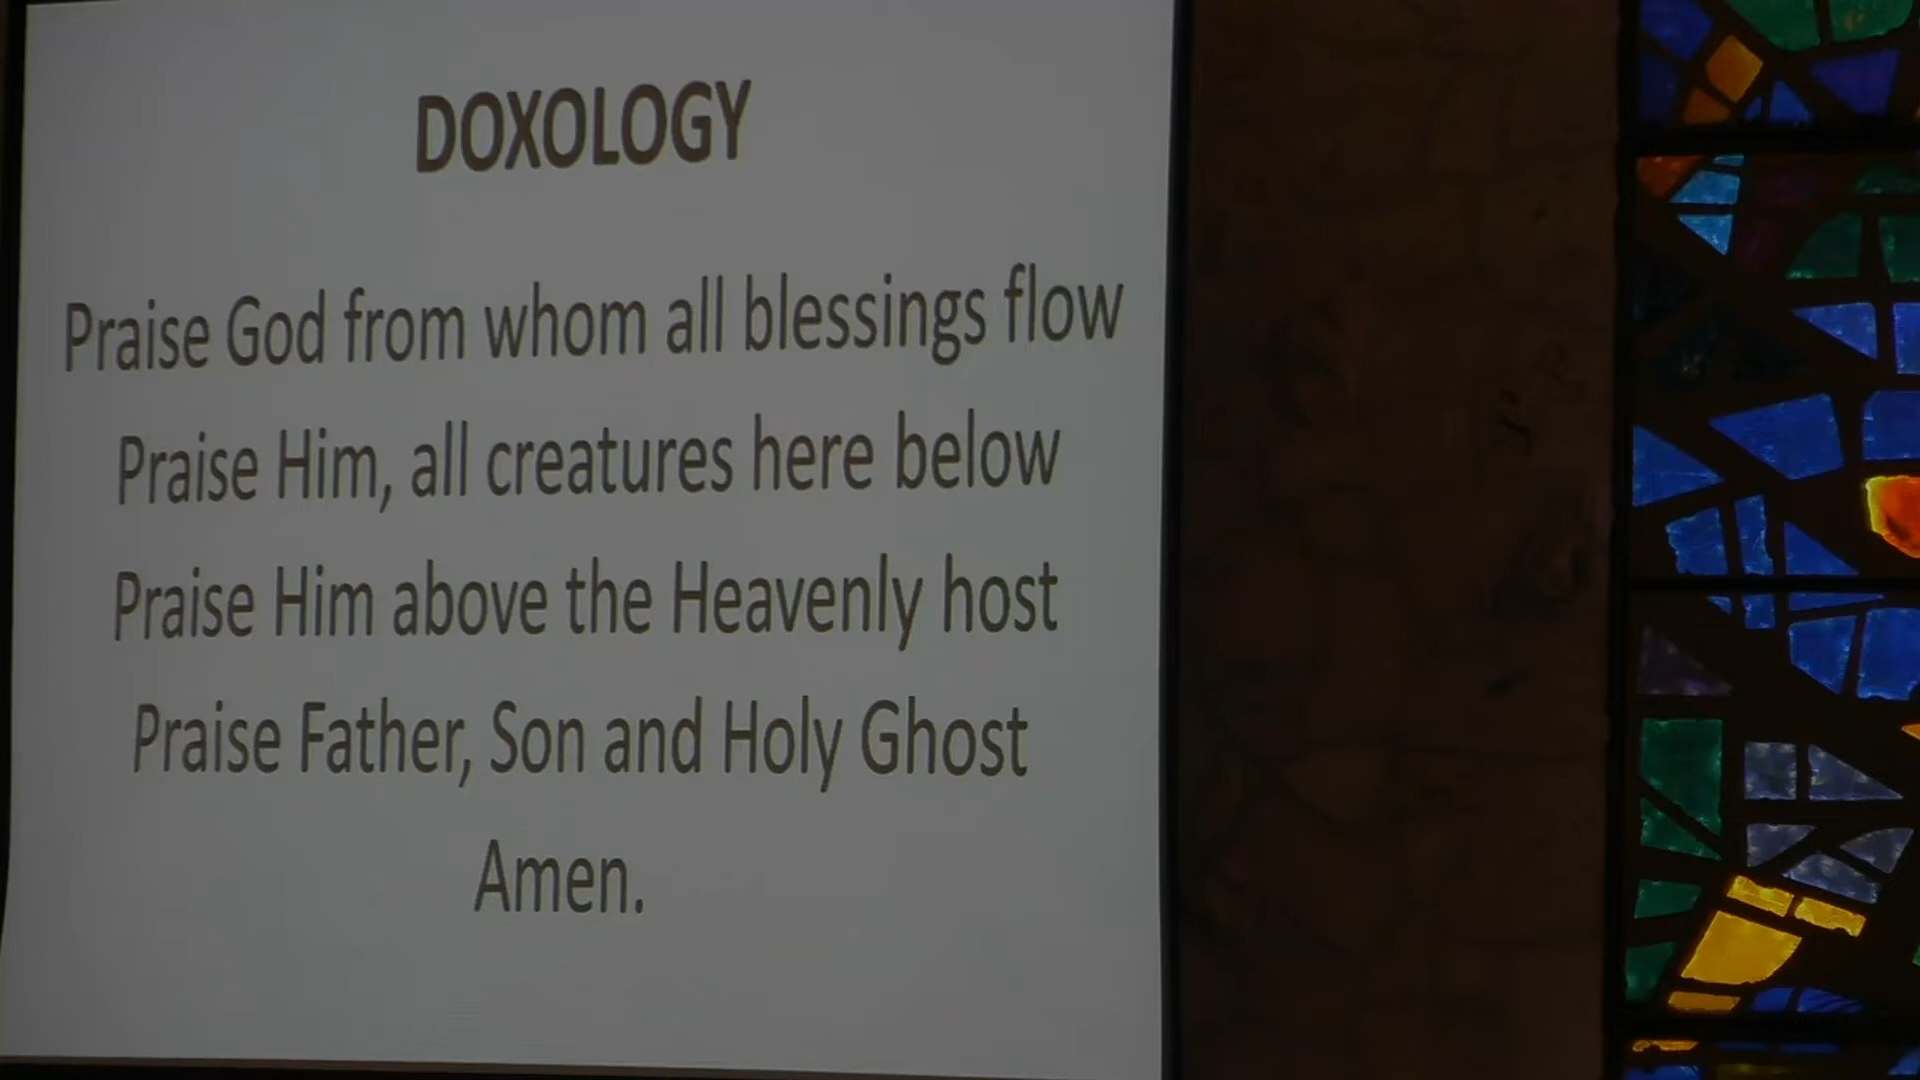 DOXOLOGY
Praise God from whom all blessings flow
Praise Him, all creatures here below
Praise Him above the Heavenly host
Praise Father, Son and Holy Ghost
Amen.